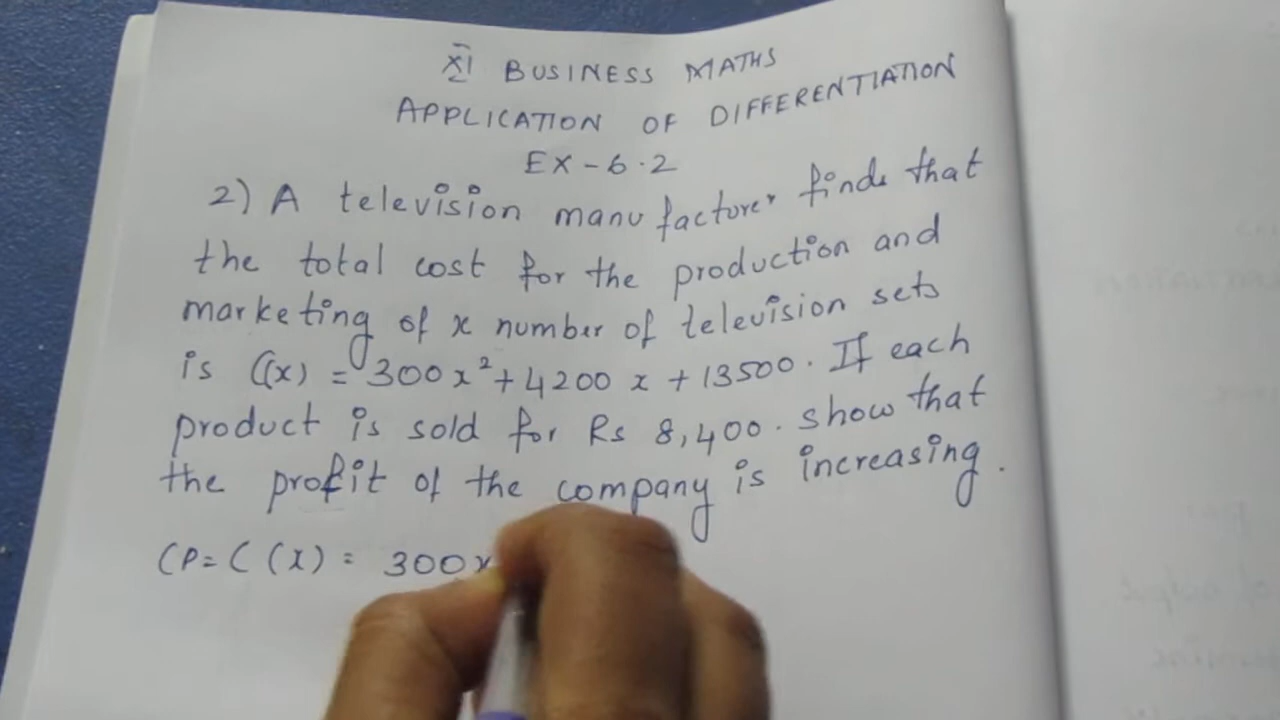 XI BUSINESS MATHS
APPLICATION OF DIFFERENTIATION
EX-6.2
2) A television manufacturer finds that
the total cost for the production and
marketing of x number of television sets
is C(x) = 300x²+4200x+13500. If each
product is sold for Rs 8,400. show that
the profit of the company is increasing.
CP=C(x) = 300x